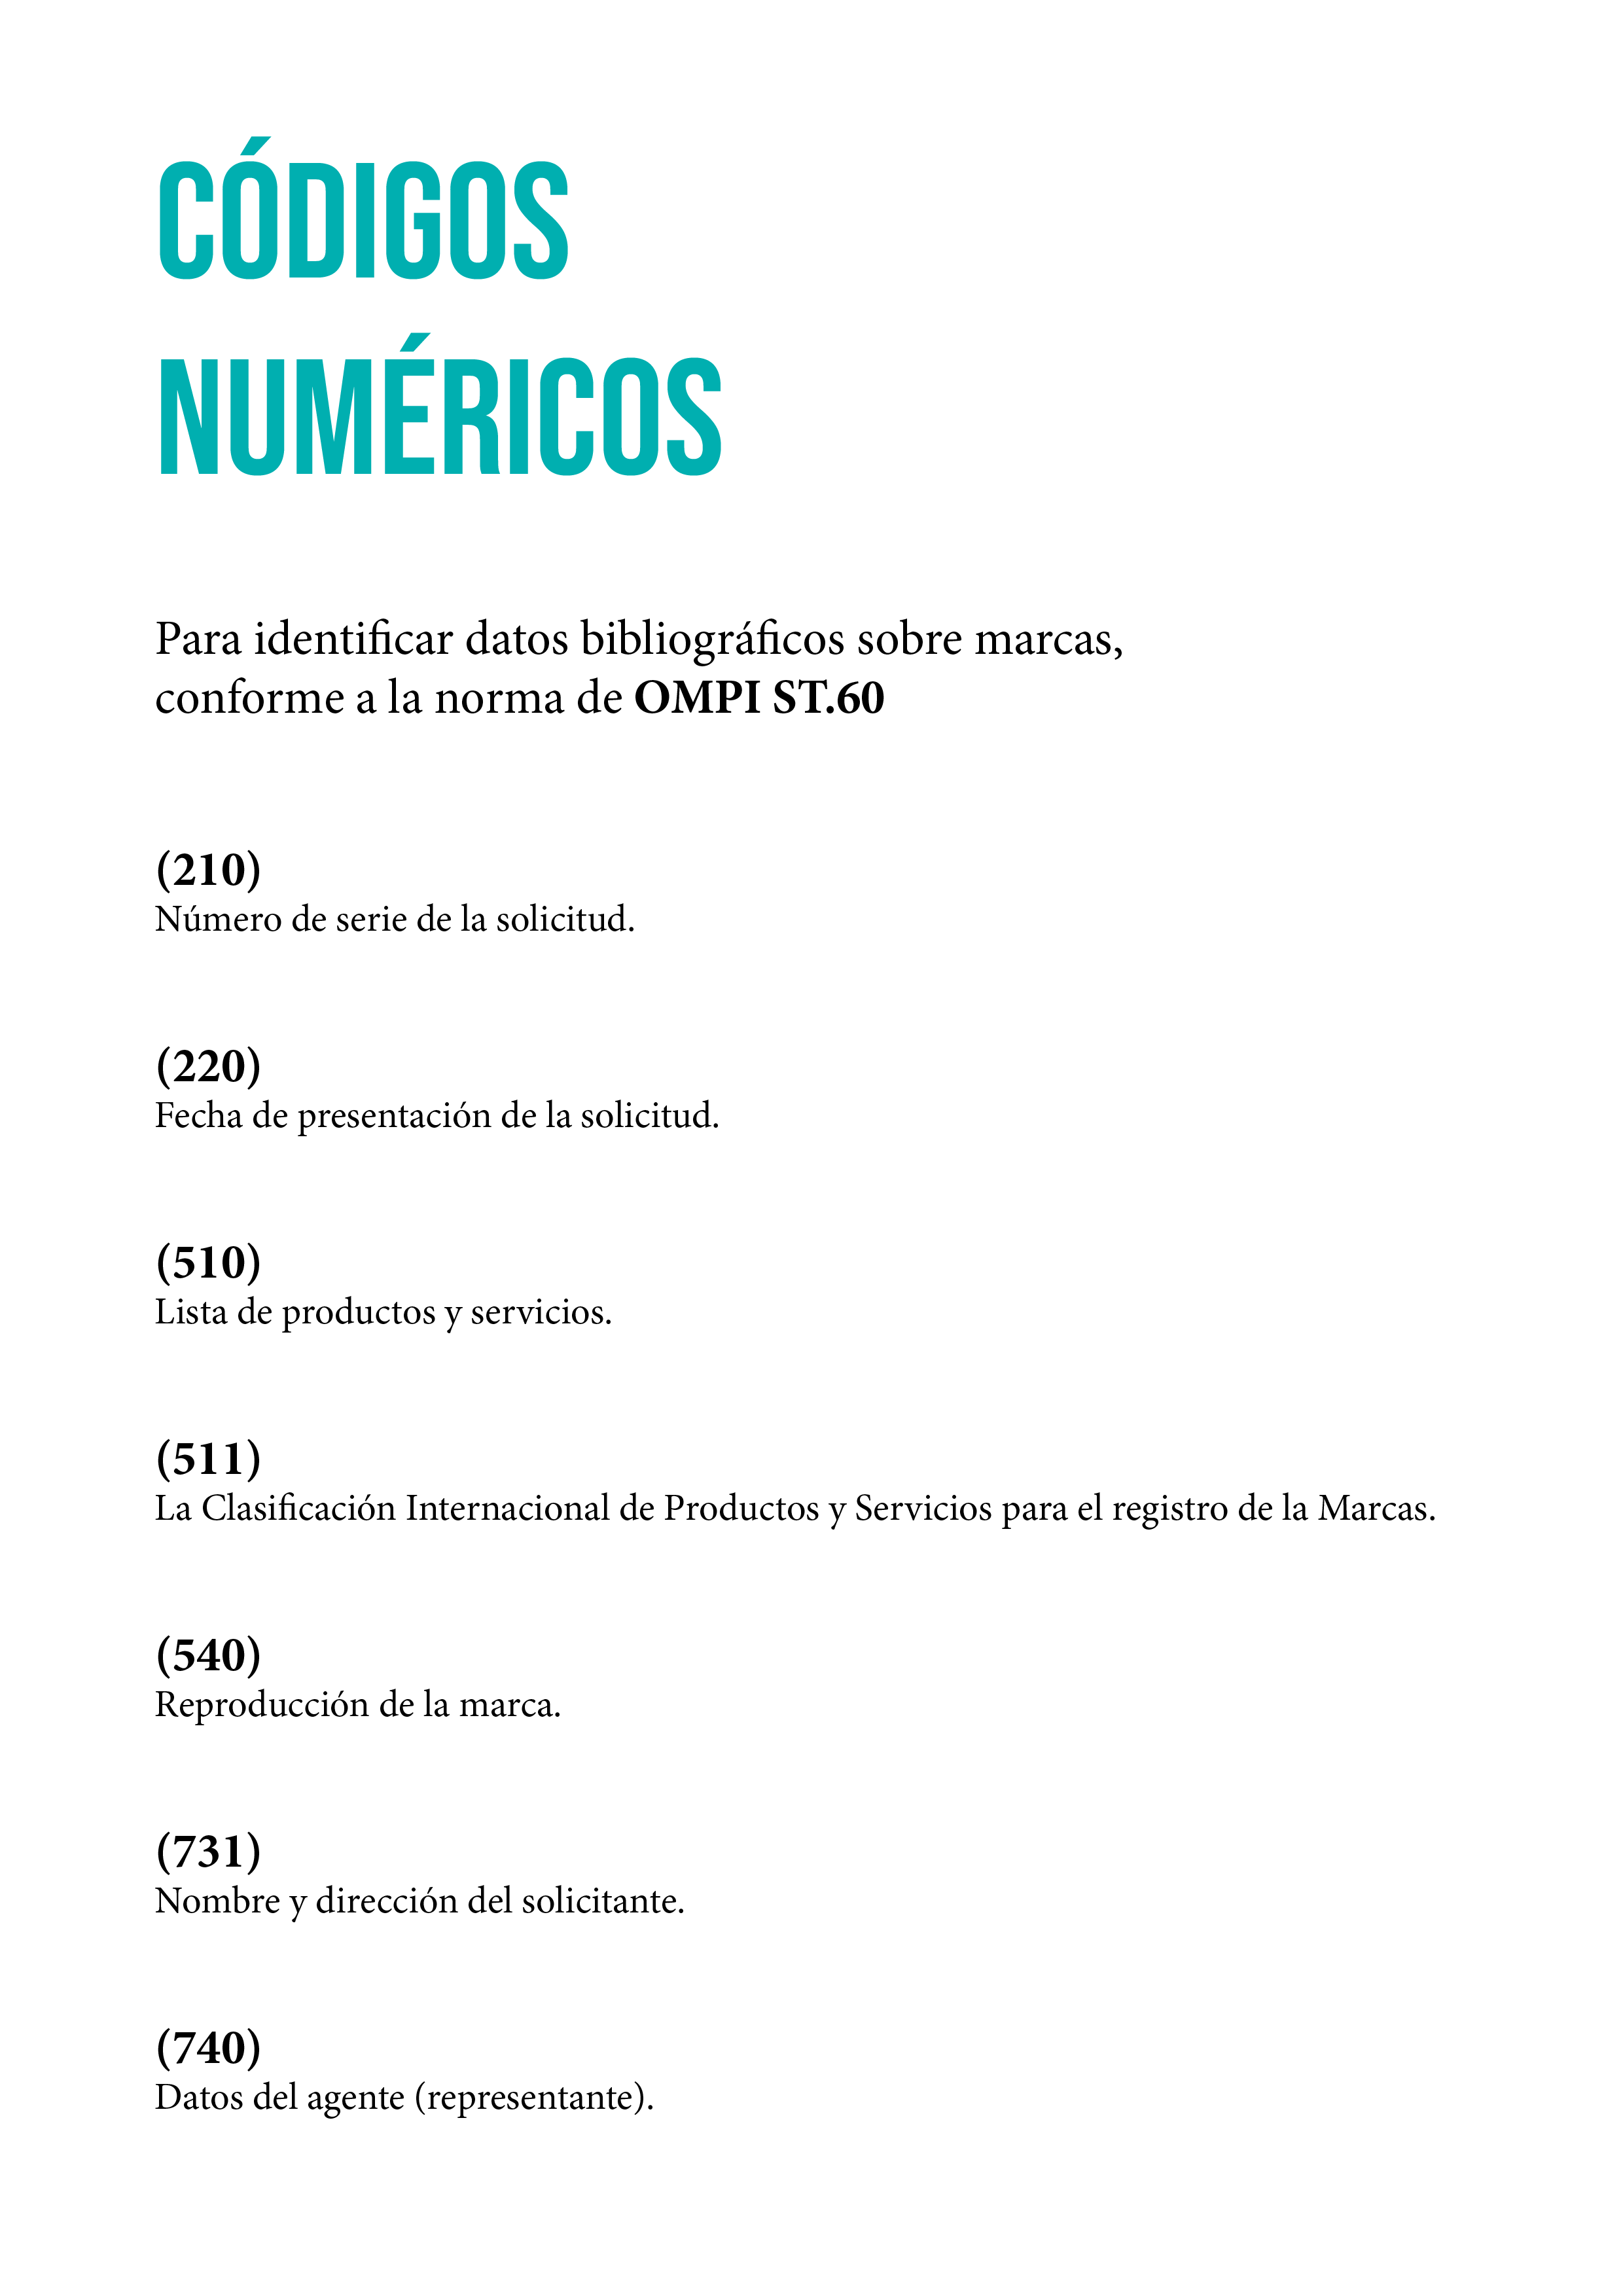 CÓDIGOS
NUMÉRICOS
Para identificar datos bibliográficos sobre marcas,
conforme a la norma de OMPI ST.60
(210)
Número de serie de la solicitud.
(220)
Fecha de presentación de la solicitud.
(510)
Lista de productos y servicios.
(511)
La Clasificación Internacional de Productos y Servicios para el registro de la Marcas.
(540)
Reproducción de la marca.
(731)
Nombre y dirección del solicitante.
(740)
Datos del agente (representante).